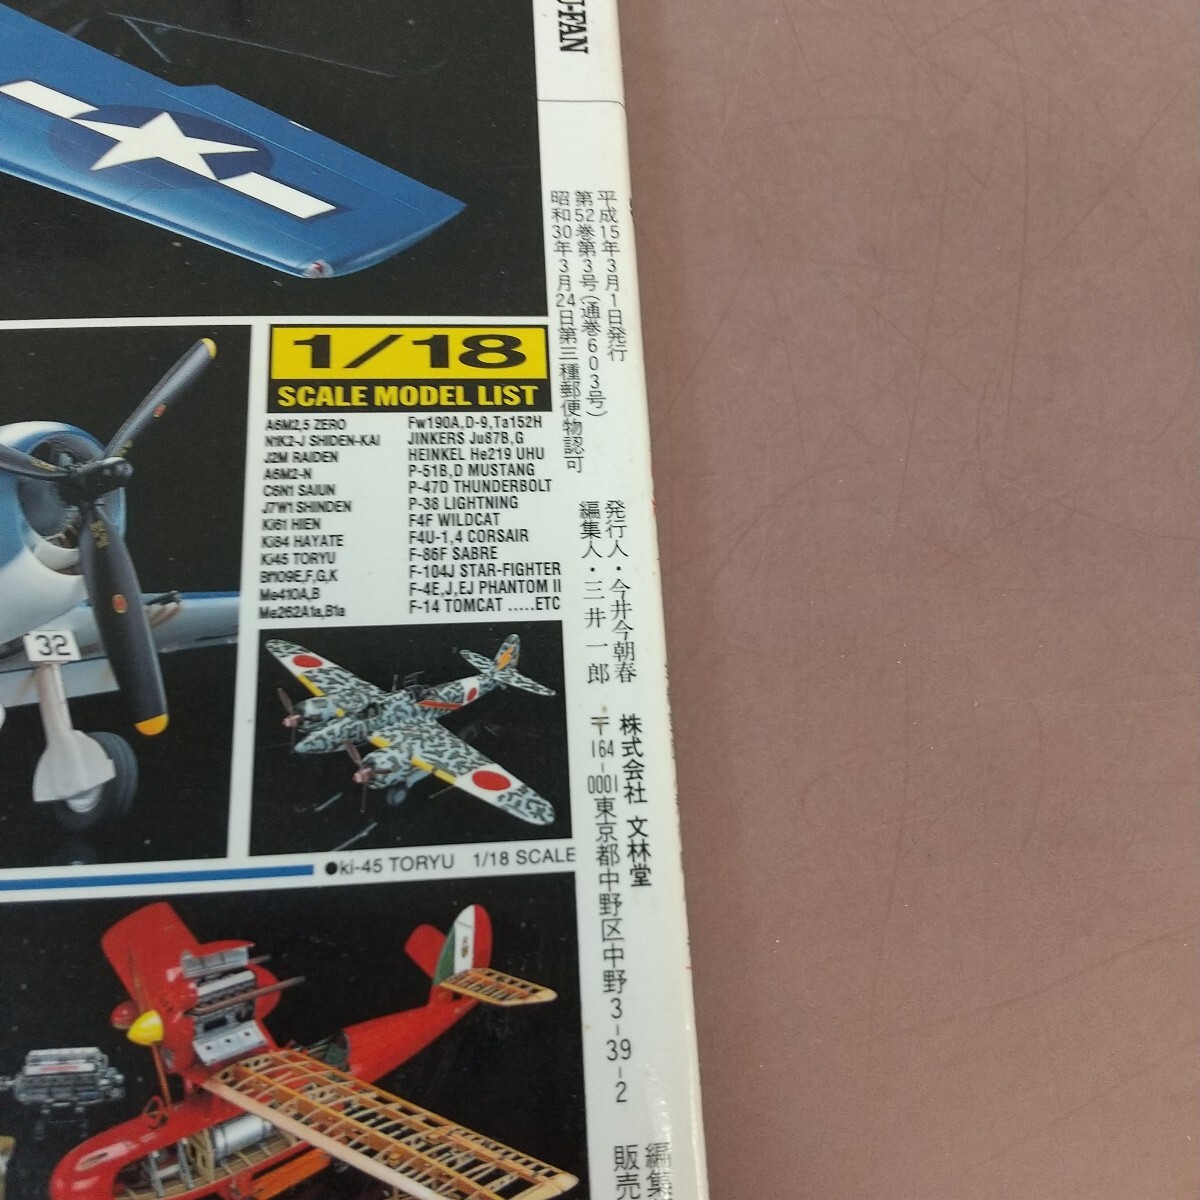 U-FAN
平成15年3月1日発行
第52巻第3号(通巻603号)
昭和30年3月24日第三種郵便物認可
発行人・今井今朝春
編集人・三井一郎
株式会社 文林堂
〒164-0001東京都中野区中野3-39-2
編集
販売
1/18
SCALE MODEL LIST
A6M2,5 ZERO
N1K2-J SHIDEN-KAI
J2M RAIDEN
A6M2-N
C6N1 SAIUN
J7W1 SHINDEN
Ki61 HIEN
Ki84 HAYATE
Ki45 TORYU
Bf109E,F,G,K
Me410A,B
Me262A1a,B1a
Fw190A,D-9,Ta152H
JINKERS Ju87B,G
HEINKEL He219 UHU
P-51B,D MUSTANG
P-47D THUNDERBOLT
P-38 LIGHTNING
F4F WILDCAT
F4U-1,4 CORSAIR
F-86F SABRE
F-104J STAR-FIGHTER
F-4E,J,EJ PHANTOM II
F-14 TOMCAT .....ETC
32
●ki-45 TORYU 1/18 SCALE